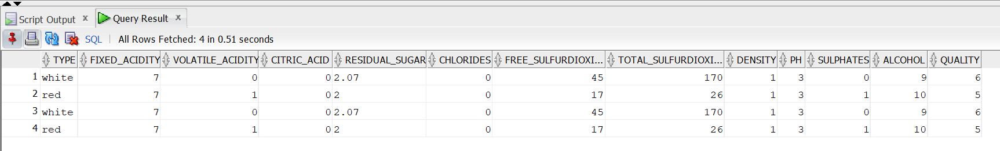 Script Output x Query Result x
SQL All Rows Fetched: 4 in 0.51 seconds
TYPE FIXED_ACIDITY VOLATILE_ACIDITY CITRIC_ACID RESIDUAL_SUGAR CHLORIDES FREE_SULFURDIOXI... TOTAL_SULFURDIOXI... DENSITY PH SULPHATES ALCOHOL QUALITY
1 white 7 0 0 2.07 0 45 170 1 3 0 9 6
2 red 7 1 0 2 0 17 26 1 3 1 10 5
3 white 7 0 0 2.07 0 45 170 1 3 0 9 6
4 red 7 1 0 2 0 17 26 1 3 1 10 5